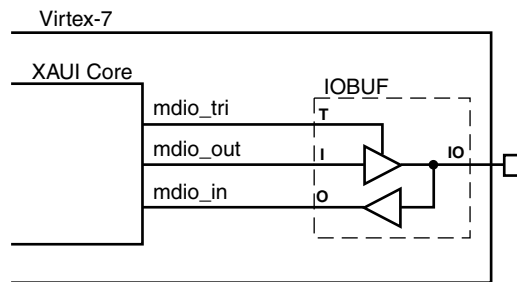 Virtex-7
XAUI Core
IOBUF
mdio_tri
T
mdio_out
I
IO
mdio_in
O